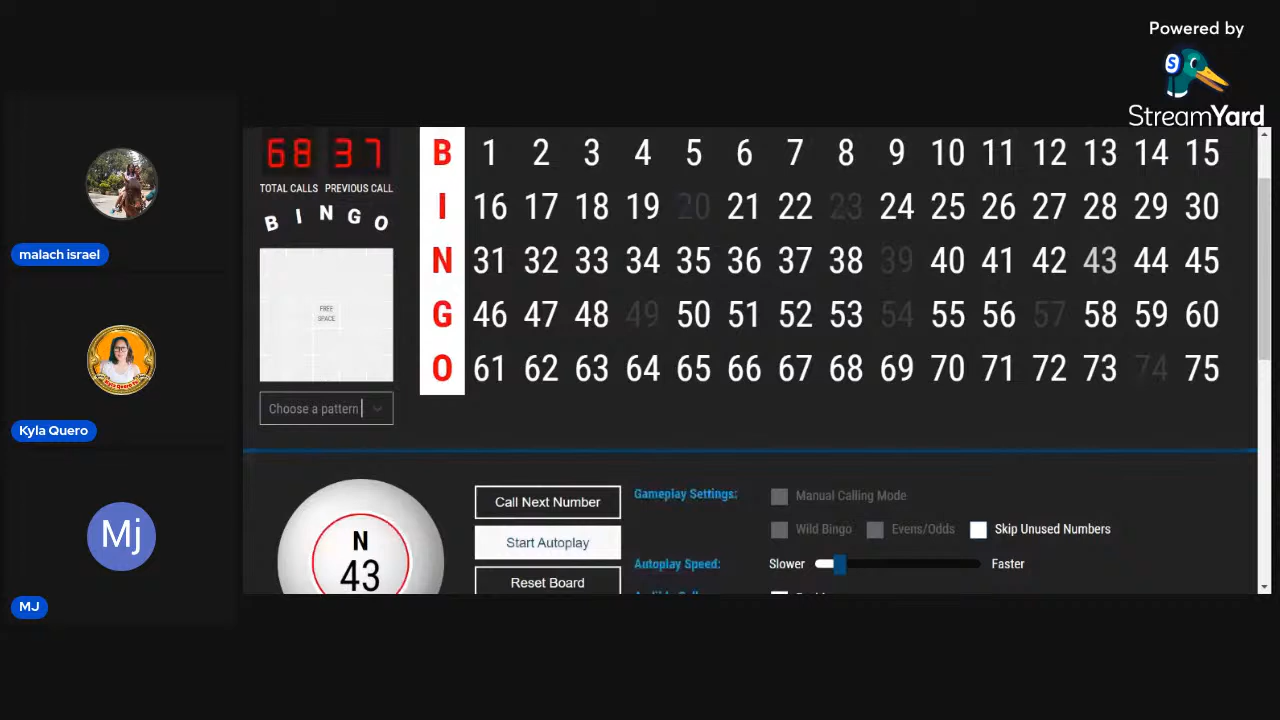 Powered by
StreamYard
malach israel
Kyla Quero
Mj
MJ
68 37
TOTAL CALLS PREVIOUS CALL
BINGO
FREE
SPACE
Choose a pattern
B 1 2 3 4 5 6 7 8 9 10 11 12 13 14 15
I 16 17 18 19 20 21 22 23 24 25 26 27 28 29 30
N 31 32 33 34 35 36 37 38 39 40 41 42 43 44 45
G 46 47 48 49 50 51 52 53 54 55 56 57 58 59 60
O 61 62 63 64 65 66 67 68 69 70 71 72 73 74 75
N
43
Call Next Number
Start Autoplay
Reset Board
Gameplay Settings: Manual Calling Mode
Wild Bingo Evens/Odds Skip Unused Numbers
Autoplay Speed: Slower Faster